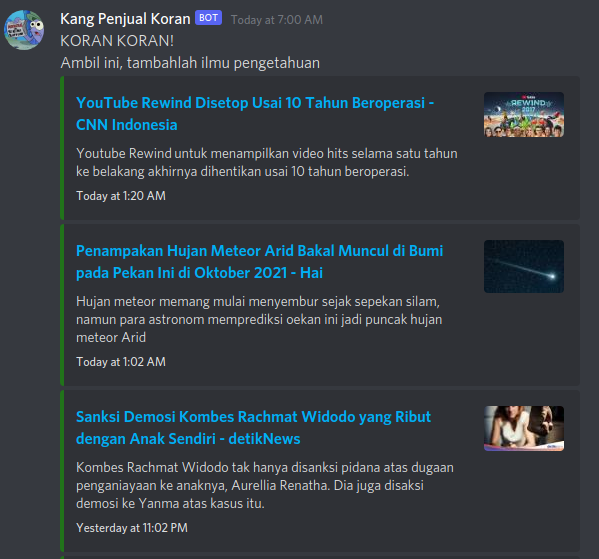 Kang Penjual Koran BOT Today at 7:00 AM
KORAN KORAN!
Ambil ini, tambahlah ilmu pengetahuan
YouTube Rewind Disetop Usai 10 Tahun Beroperasi -
CNN Indonesia
Youtube Rewind untuk menampilkan video hits selama satu tahun
ke belakang akhirnya dihentikan usai 10 tahun beroperasi.
Today at 1:20 AM
REWIND
2017
Penampakan Hujan Meteor Arid Bakal Muncul di Bumi
pada Pekan Ini di Oktober 2021 - Hai
Hujan meteor memang mulai menyembur sejak sepekan silam,
namun para astronom memprediksi oekan ini jadi puncak hujan
meteor Arid
Today at 1:02 AM
Sanksi Demosi Kombes Rachmat Widodo yang Ribut
dengan Anak Sendiri - detikNews
Kombes Rachmat Widodo tak hanya disanksi pidana atas dugaan
penganiayaan ke anaknya, Aurellia Renatha. Dia juga disaksi
demosi ke Yanma atas kasus itu.
Yesterday at 11:02 PM